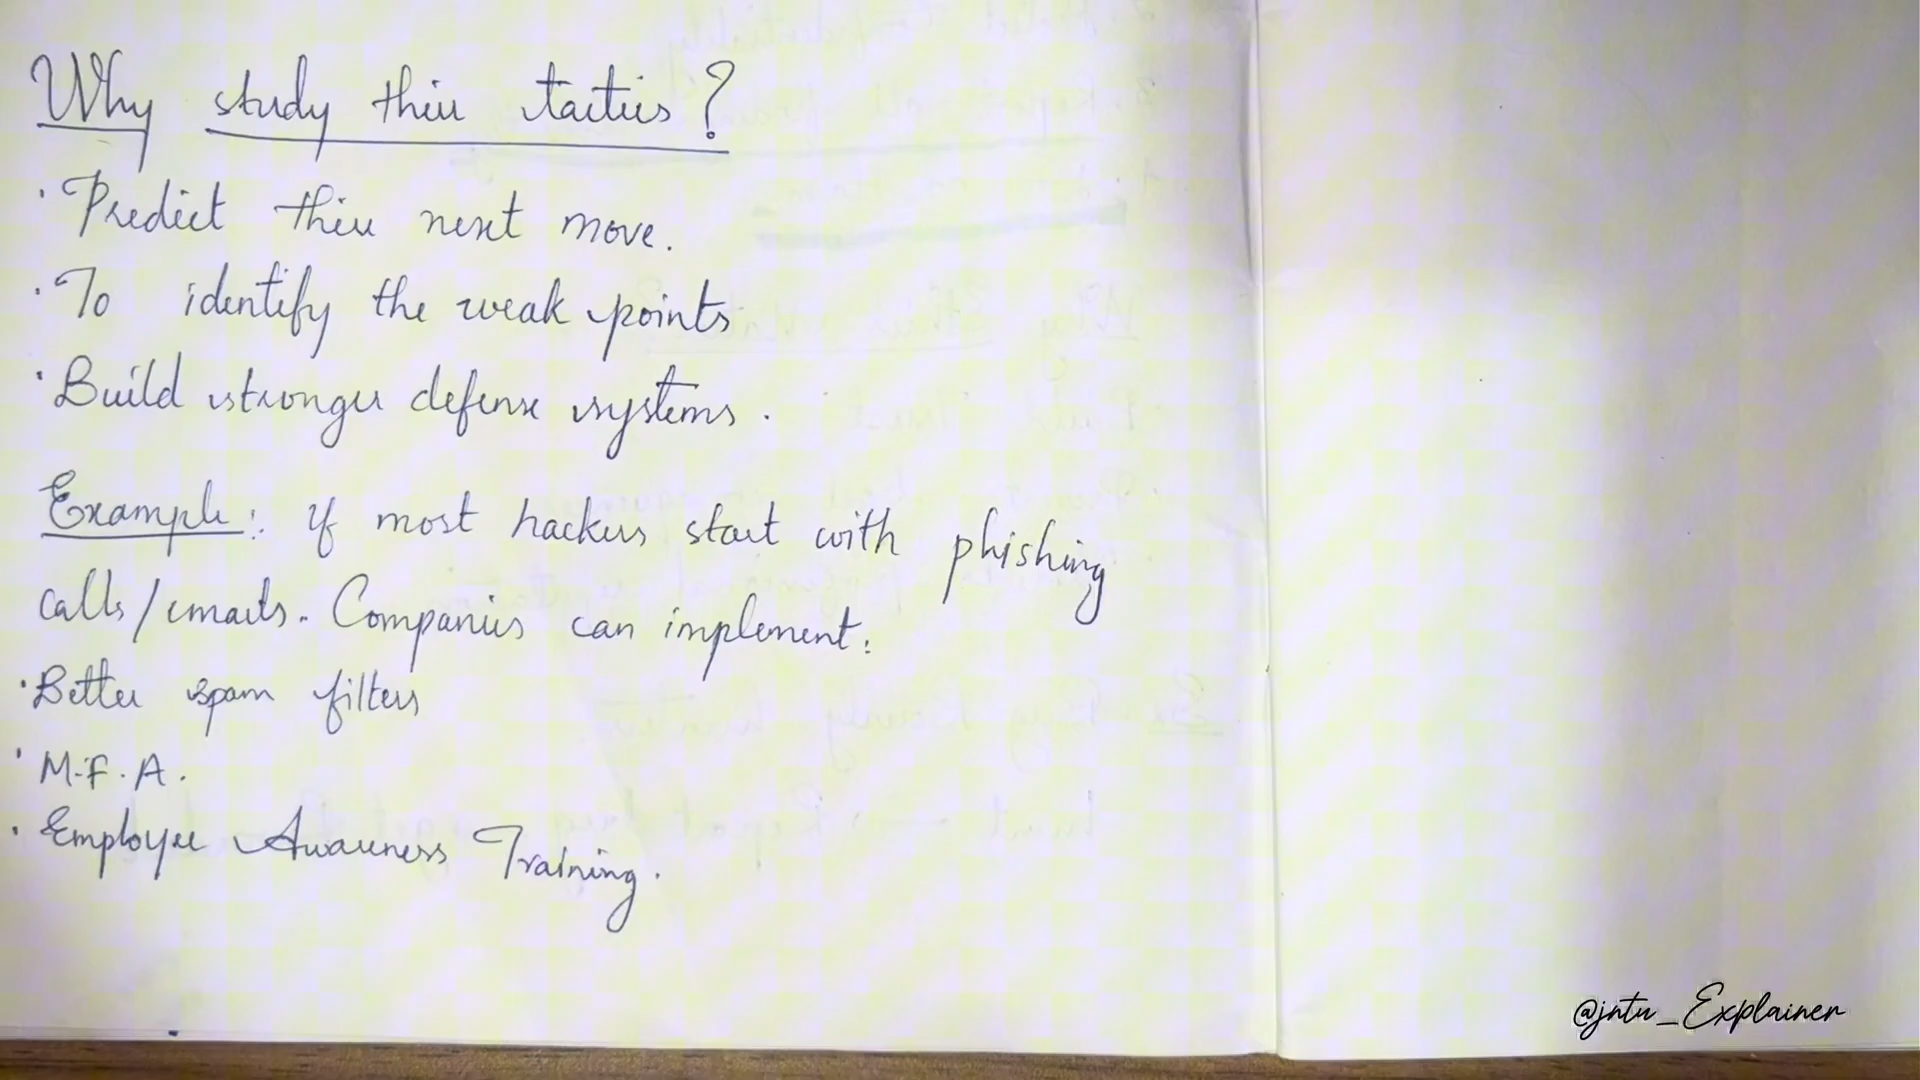 Why study their tactics?
· Predict their next move.
· To identify the weak points
· Build stronger defense systems.
Example:. If most hackers start with phishing
calls/emails. Companies can implement:
· Better spam filters
· M.F.A.
· Employee Awareness Training.
@jntu_Explainer